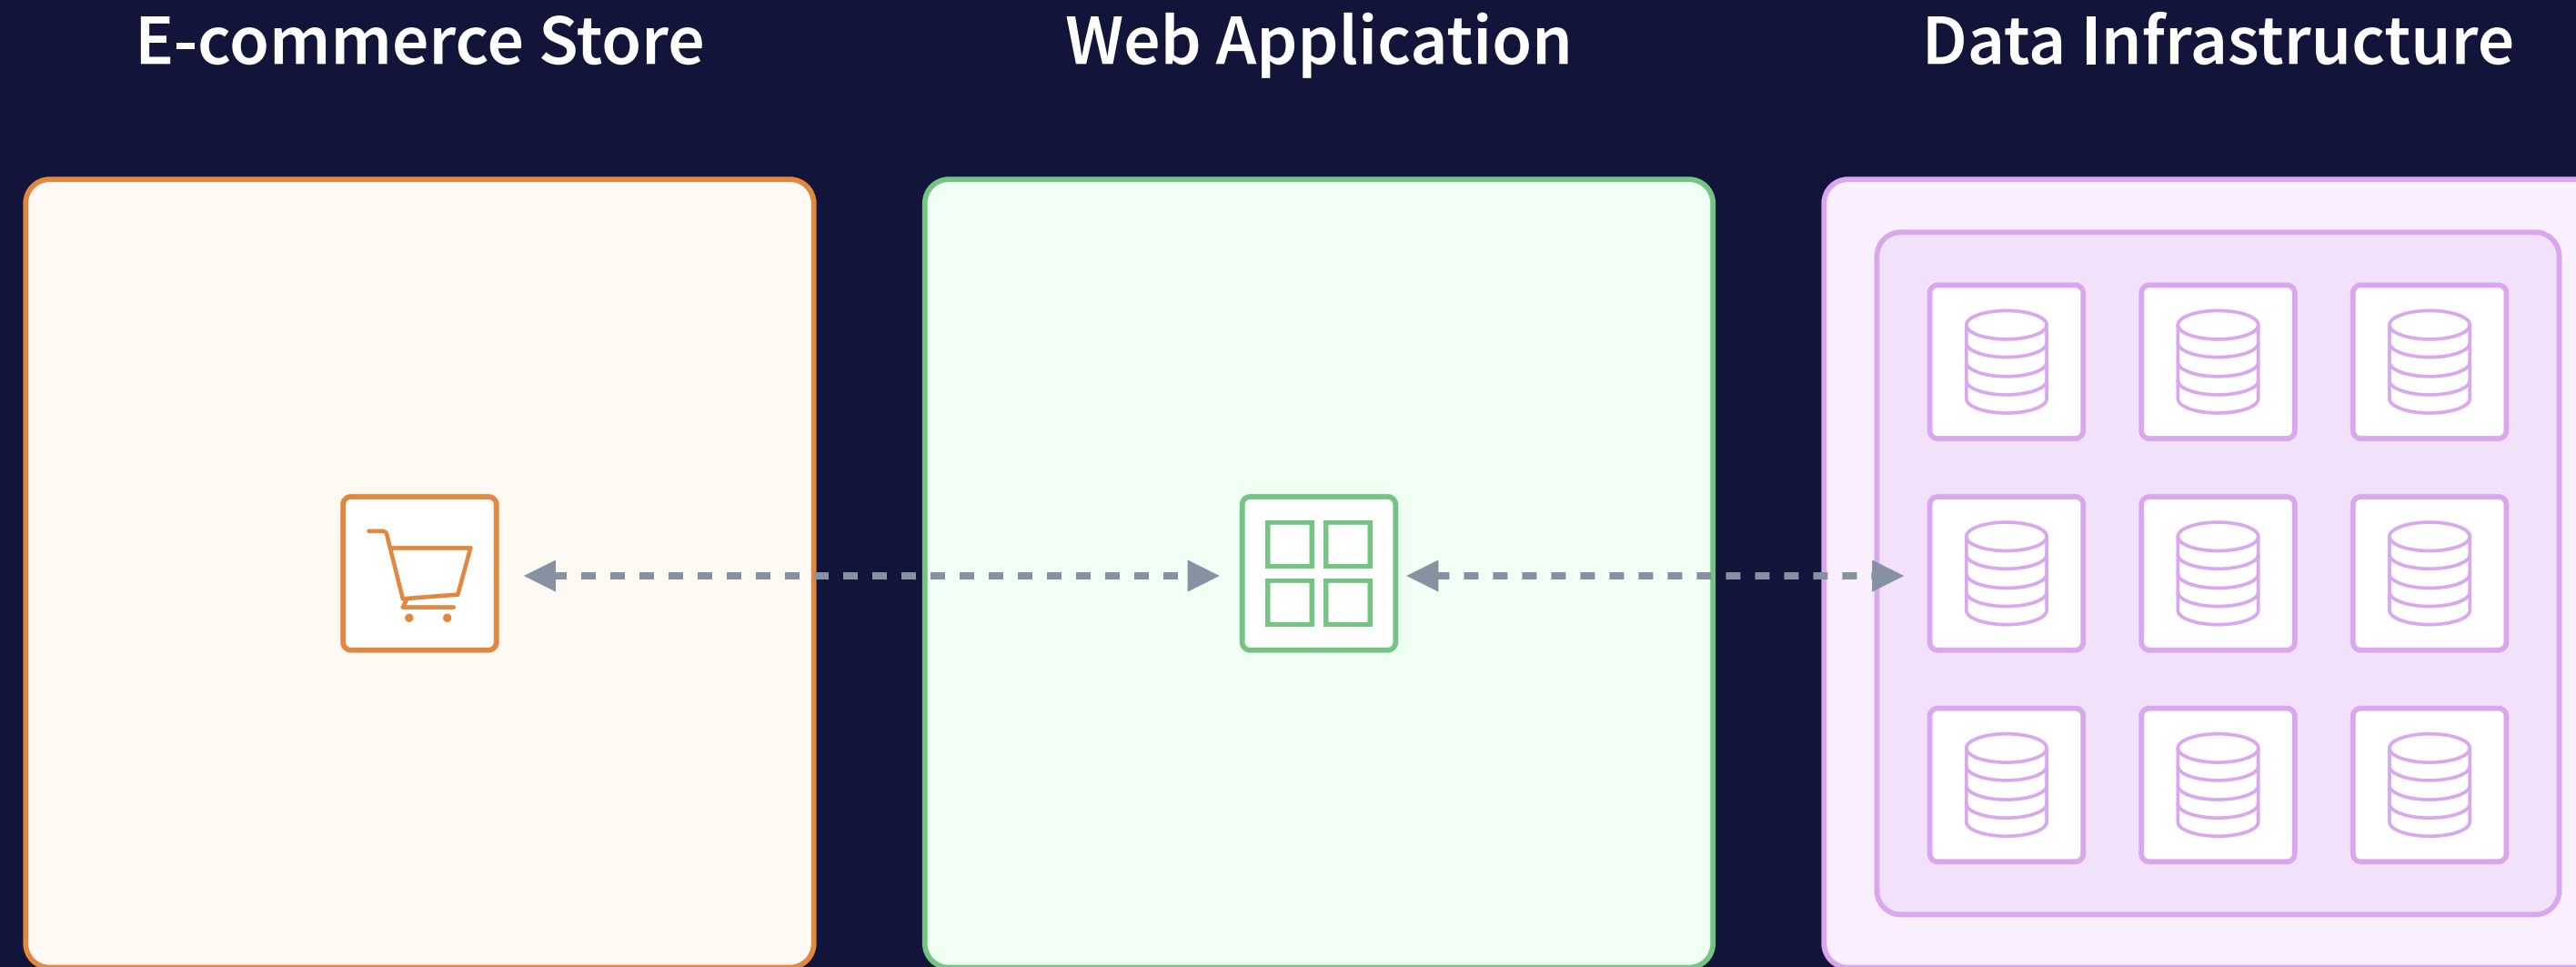 E-commerce Store
Web Application
Data Infrastructure